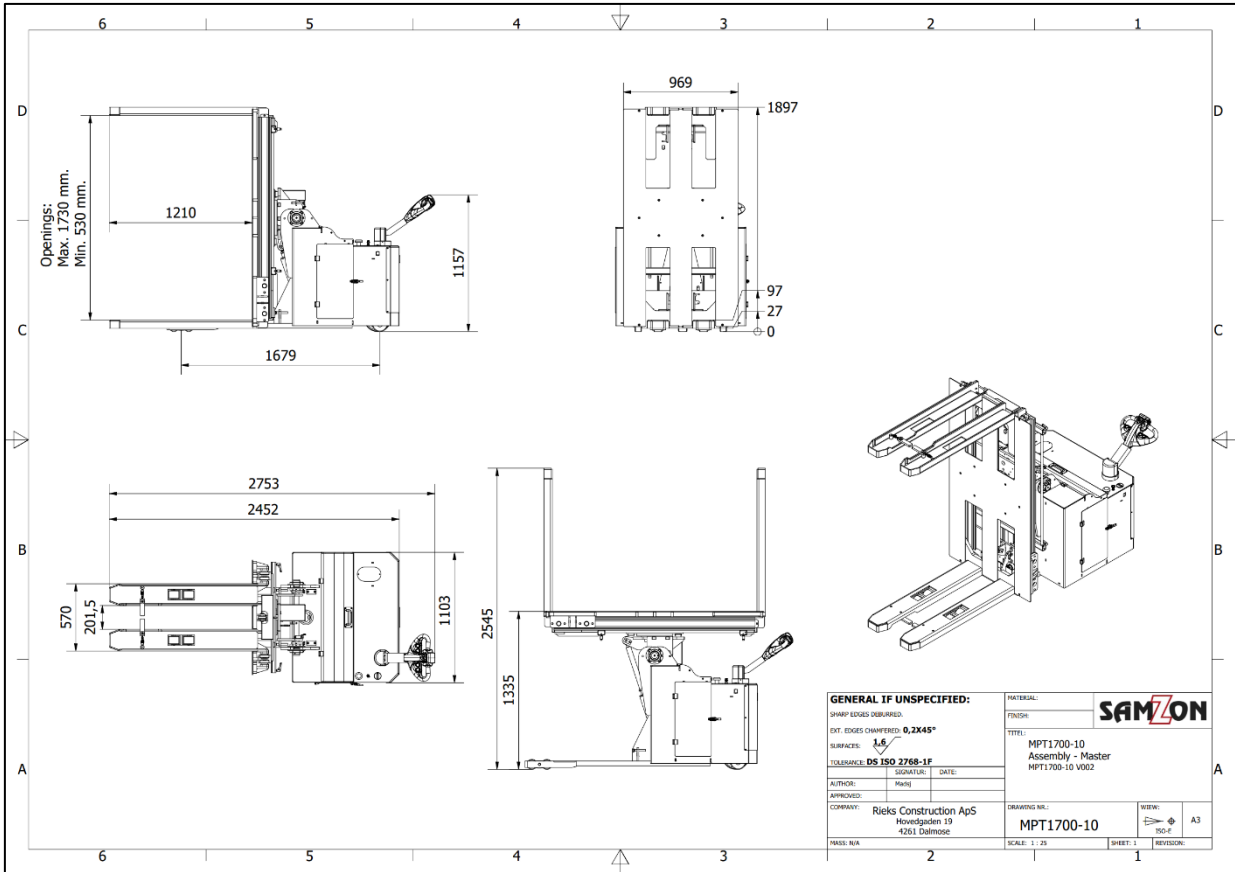 6 5 4 3 2 1
D
D
C
C
B
B
A
A
Openings:
Max. 1730 mm.
Min. 530 mm.
1210
1157
1679
969
1897
97
27
0
2753
2452
570
201,5
1103
2545
1335
GENERAL IF UNSPECIFIED:
SHARP EDGES DEBURRED.
EXT. EDGES CHAMFERED: 0,2X45°
SURFACES: 1,6
TOLERANCE: DS ISO 2768-1F
SIGNATUR: DATE:
AUTHOR: Madsj
APPROVED:
COMPANY: Rieks Construction ApS
Hovedgaden 19
4261 Dalmose
MASS: N/A
MATERIAL:
FINISH:
SAMZON
TITEL:
MPT1700-10
Assembly - Master
MPT1700-10 V002
DRAWING NR.:
MPT1700-10
VIEW:
ISO-E
A3
SCALE: 1 : 25
SHEET: 1
REVISION:
6 5 4 3 2 1